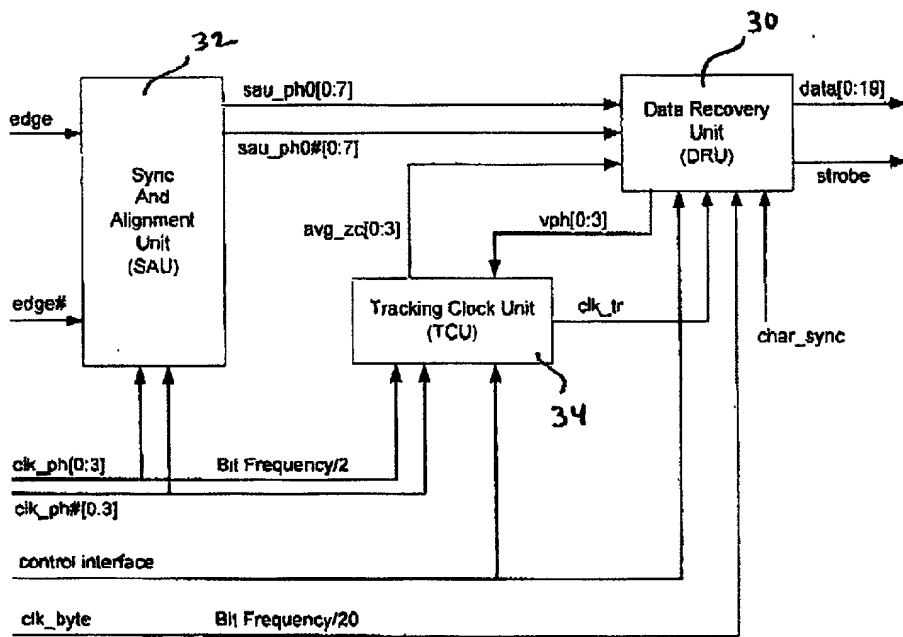 32
30
edge
sau_ph0[0:7]
sau_ph0#[0:7]
Sync
And
Alignment
Unit
(SAU)
Data Recovery
Unit
(DRU)
data[0:19]
strobe
avg_zc[0:3]
vph[0:3]
edge#
Tracking Clock Unit
(TCU)
clk_tr
char_sync
34
clk_ph[0:3]
Bit Frequency/2
clk_ph#[0.3]
control interface
clk_byte
Bit Frequency/20